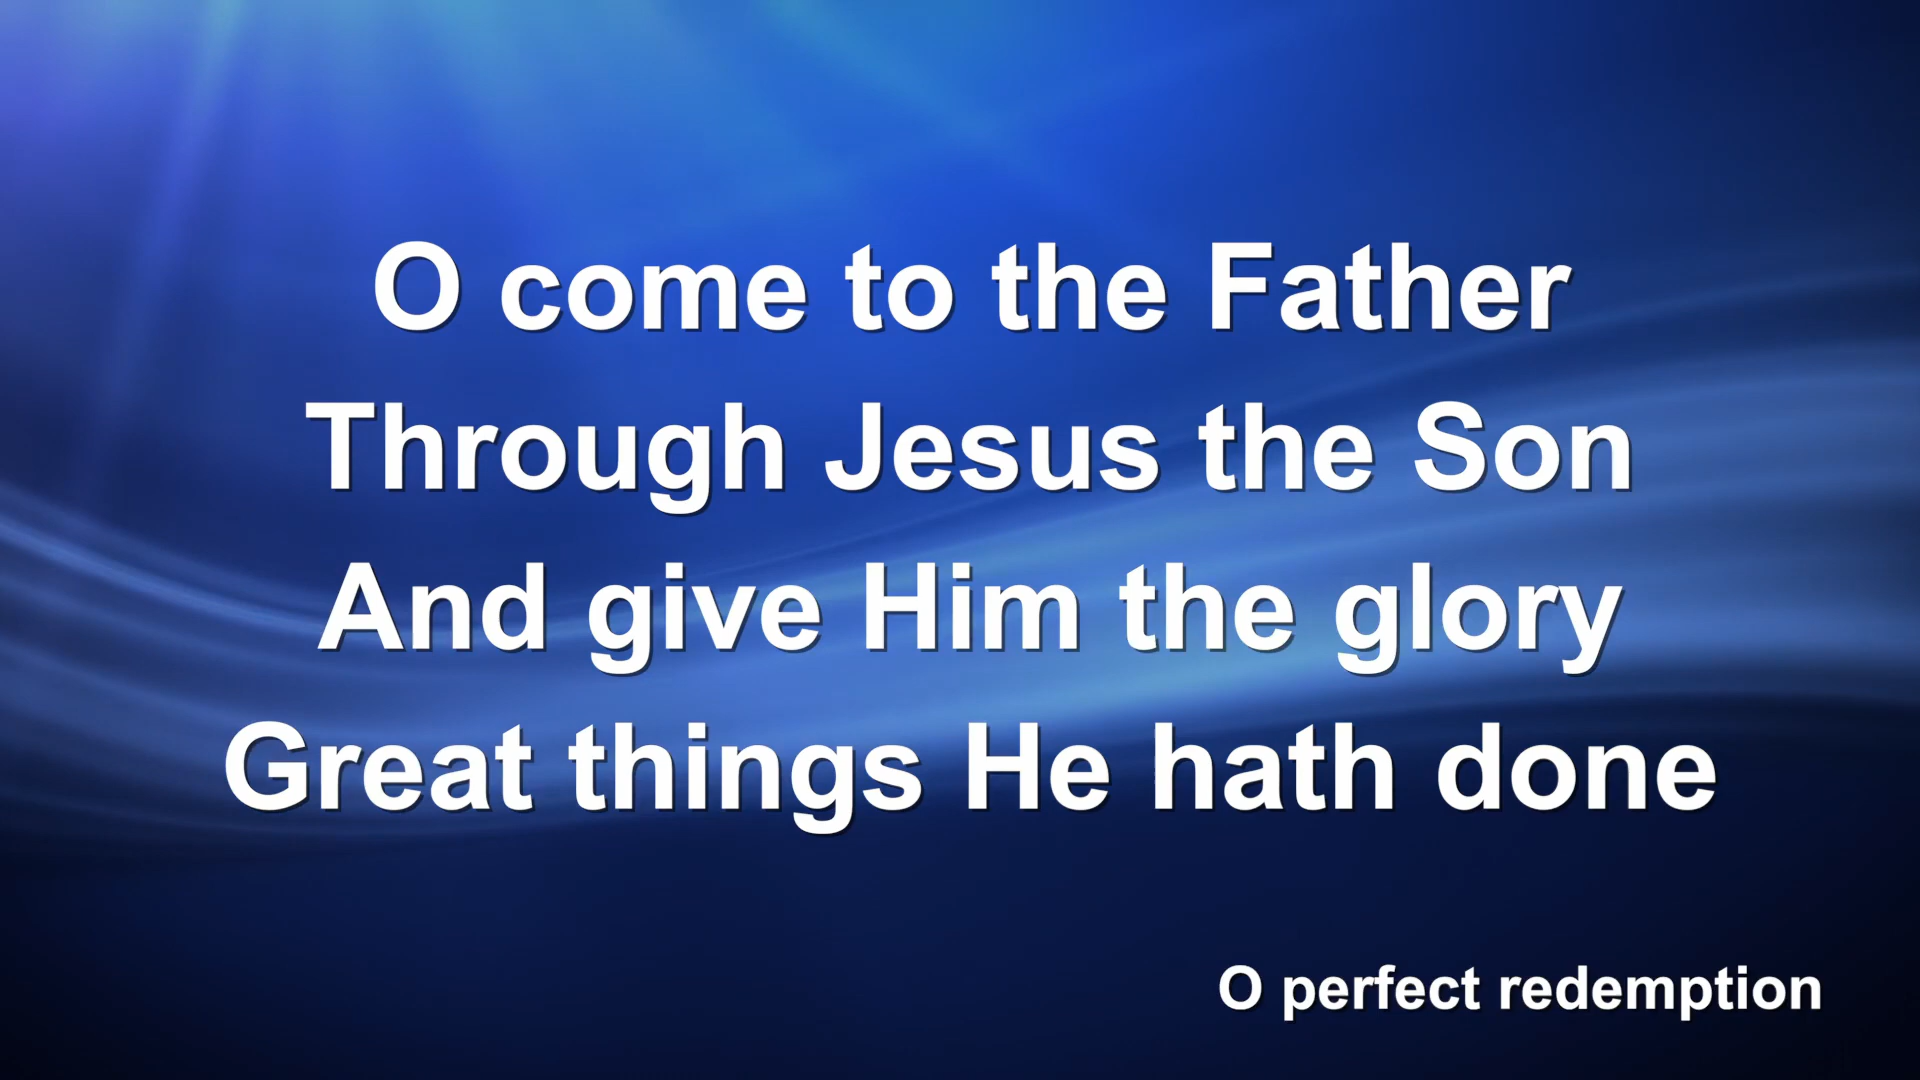 O come to the Father
Through Jesus the Son
And give Him the glory
Great things He hath done
O perfect redemption